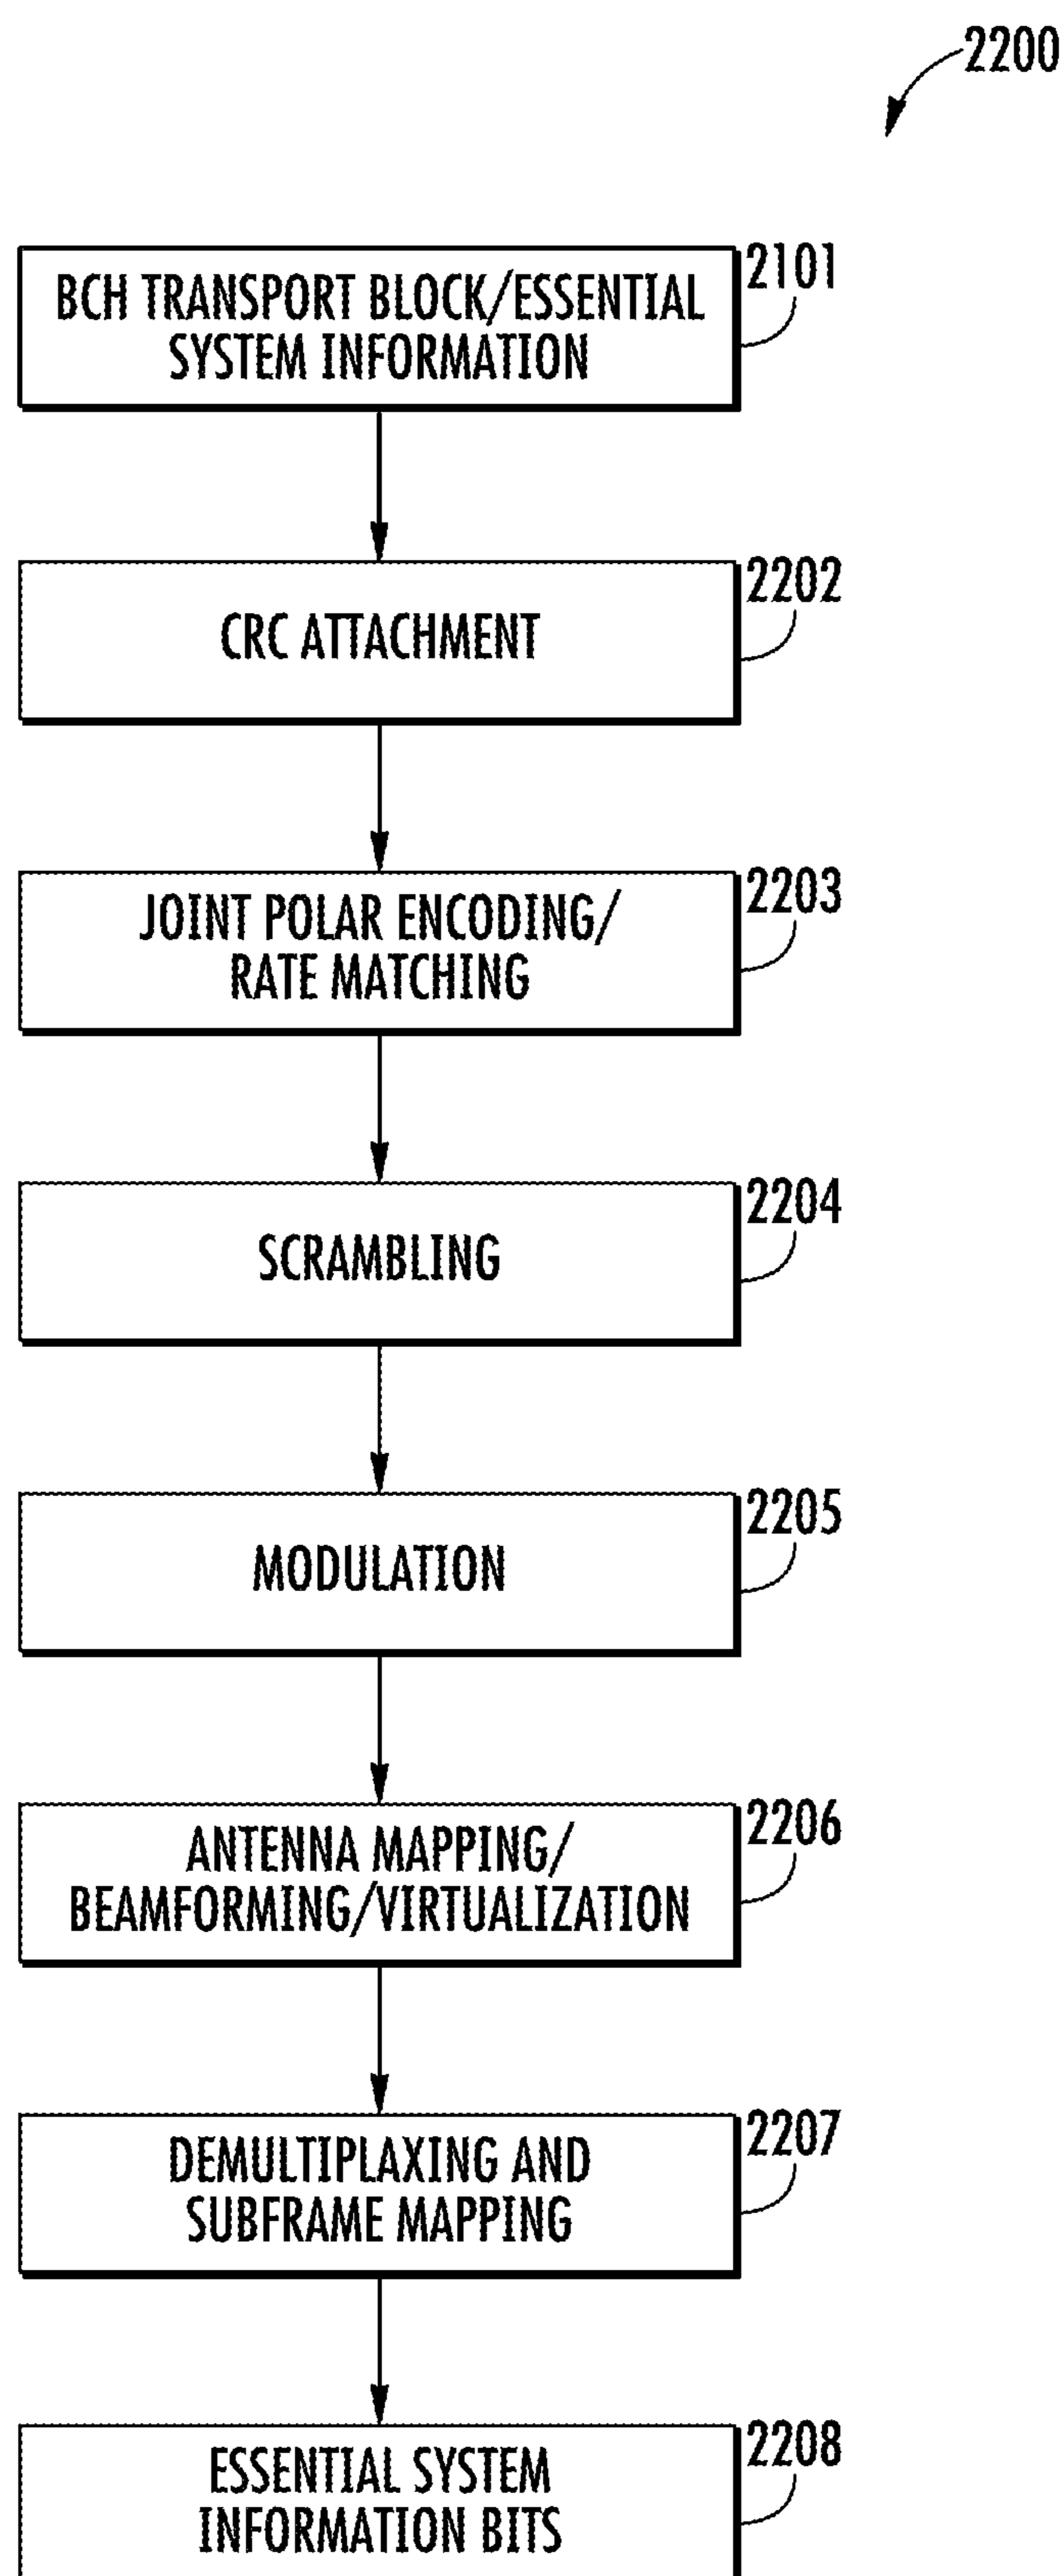 2200
BCH TRANSPORT BLOCK/ESSENTIAL
SYSTEM INFORMATION
2101
CRC ATTACHMENT
2202
JOINT POLAR ENCODING/
RATE MATCHING
2203
SCRAMBLING
2204
MODULATION
2205
ANTENNA MAPPING/
BEAMFORMING/VIRTUALIZATION
2206
DEMULTIPLAXING AND
SUBFRAME MAPPING
2207
ESSENTIAL SYSTEM
INFORMATION BITS
2208